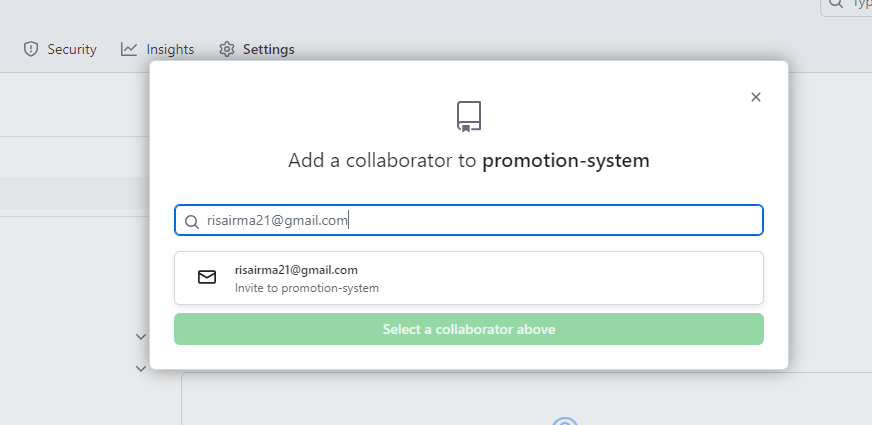 Typ
Security
Insights
Settings
Add a collaborator to promotion-system
risairma21@gmail.com
risairma21@gmail.com
Invite to promotion-system
Select a collaborator above